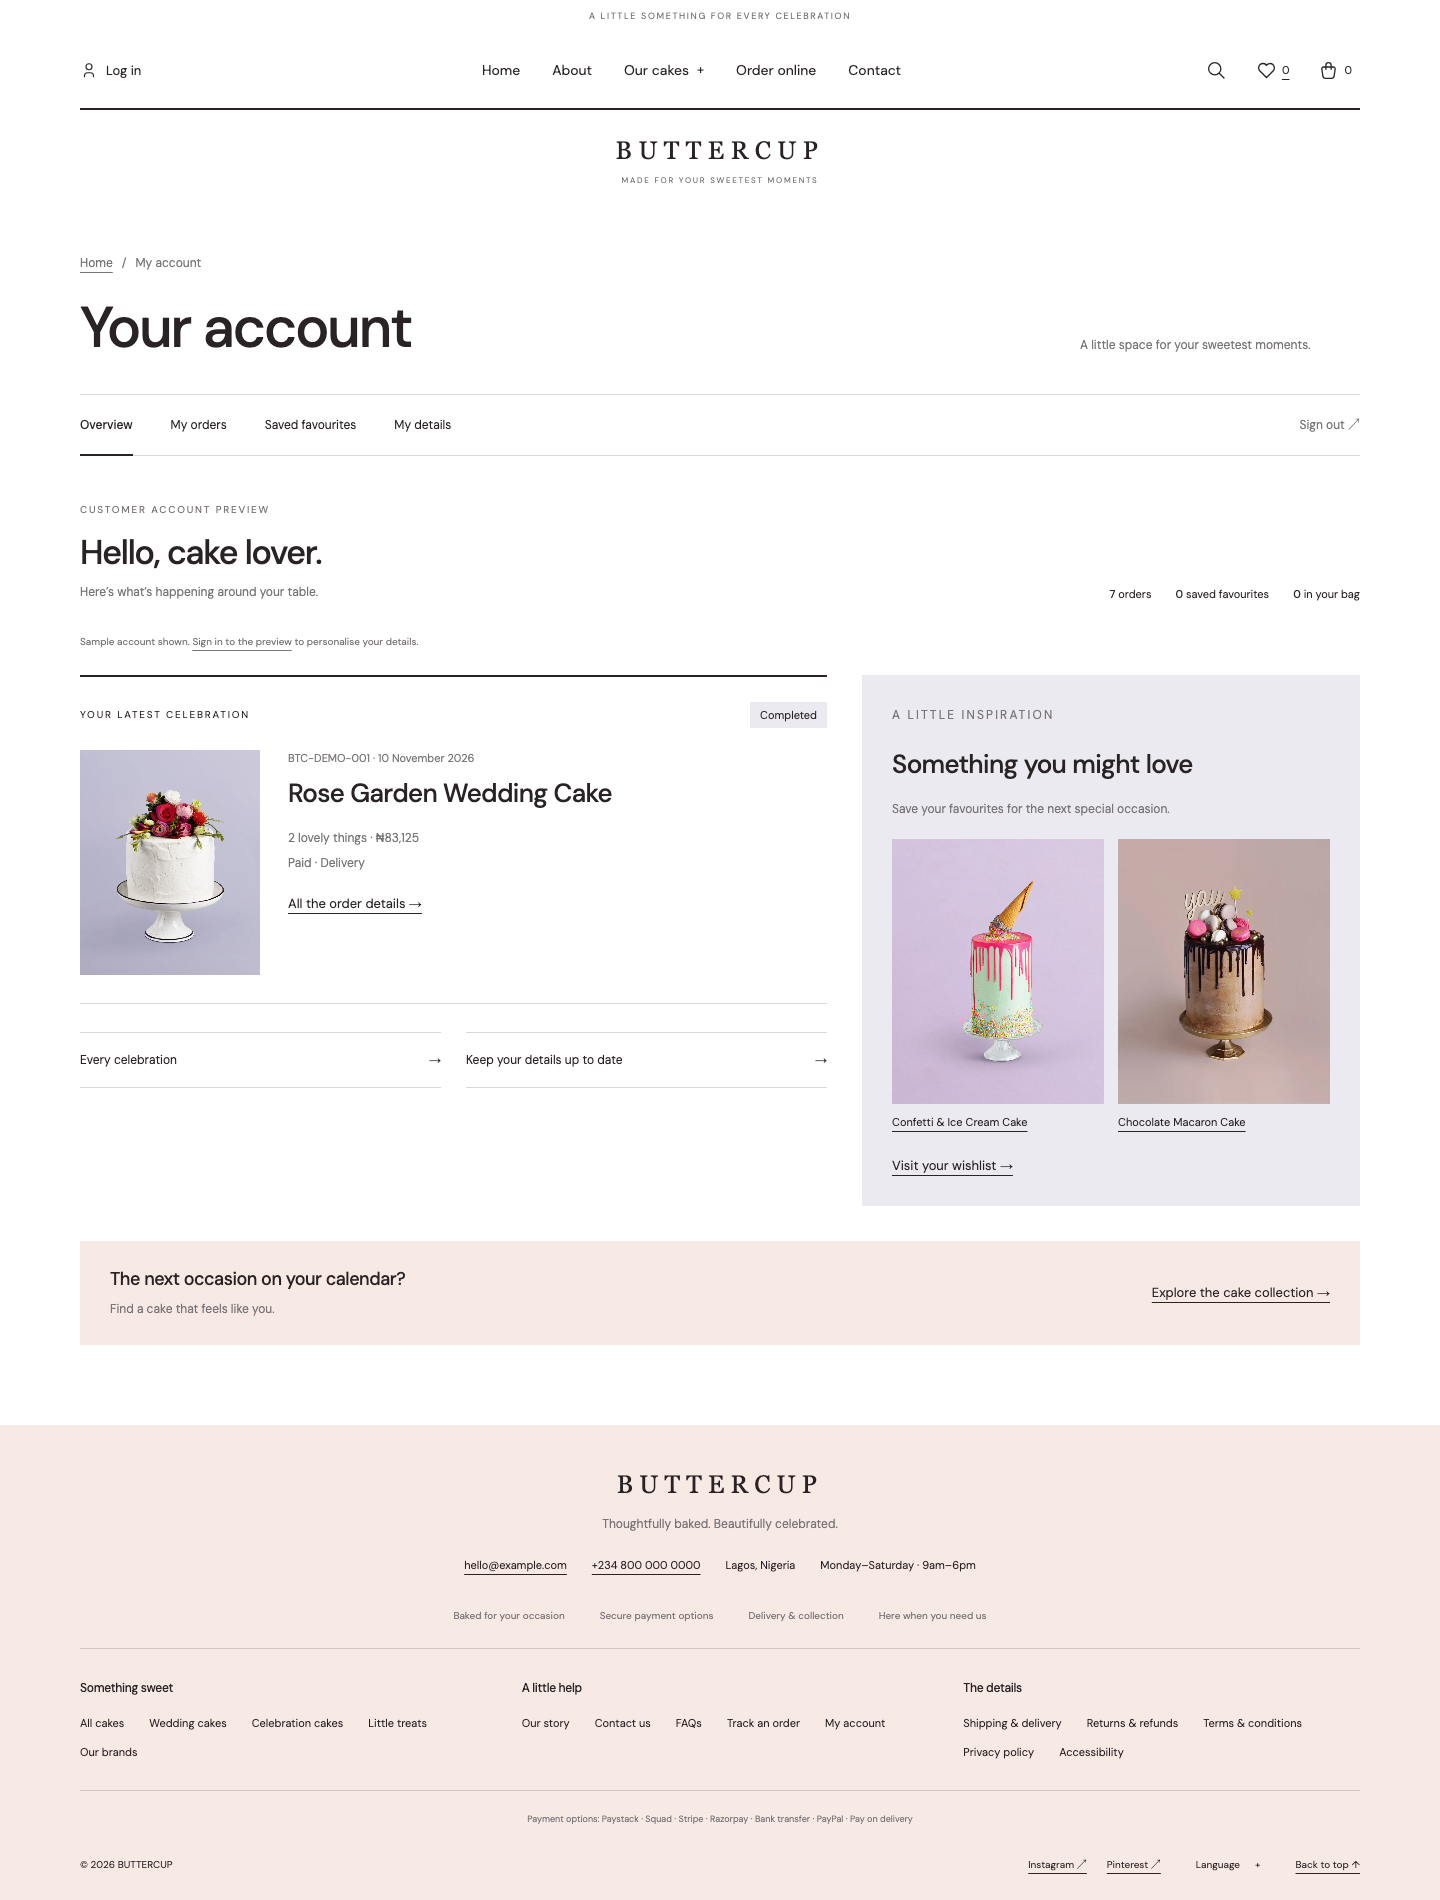 A LITTLE SOMETHING FOR EVERY CELEBRATION
Log in
Home About Our cakes + Order online Contact
0 0
BUTTERCUP
MADE FOR YOUR SWEETEST MOMENTS
Home / My account
Your account
A little space for your sweetest moments.
Overview My orders Saved favourites My details
Sign out ↗
CUSTOMER ACCOUNT PREVIEW
Hello, cake lover.
Here’s what’s happening around your table.
7 orders 0 saved favourites 0 in your bag
Sample account shown. Sign in to the preview to personalise your details.
YOUR LATEST CELEBRATION
Completed
BTC-DEMO-001 · 10 November 2026
Rose Garden Wedding Cake
2 lovely things · ₦83,125
Paid · Delivery
All the order details →
Every celebration →
Keep your details up to date →
A LITTLE INSPIRATION
Something you might love
Save your favourites for the next special occasion.
you
Confetti & Ice Cream Cake
Chocolate Macaron Cake
Visit your wishlist →
The next occasion on your calendar?
Find a cake that feels like you.
Explore the cake collection →
BUTTERCUP
Thoughtfully baked. Beautifully celebrated.
hello@example.com +234 800 000 0000 Lagos, Nigeria Monday–Saturday · 9am–6pm
Baked for your occasion Secure payment options Delivery & collection Here when you need us
Something sweet
All cakes Wedding cakes Celebration cakes Little treats
Our brands
A little help
Our story Contact us FAQs Track an order My account
The details
Shipping & delivery Returns & refunds Terms & conditions
Privacy policy Accessibility
Payment options: Paystack · Squad · Stripe · Razorpay · Bank transfer · PayPal · Pay on delivery
© 2026 BUTTERCUP
Instagram ↗ Pinterest ↗ Language + Back to top ↑